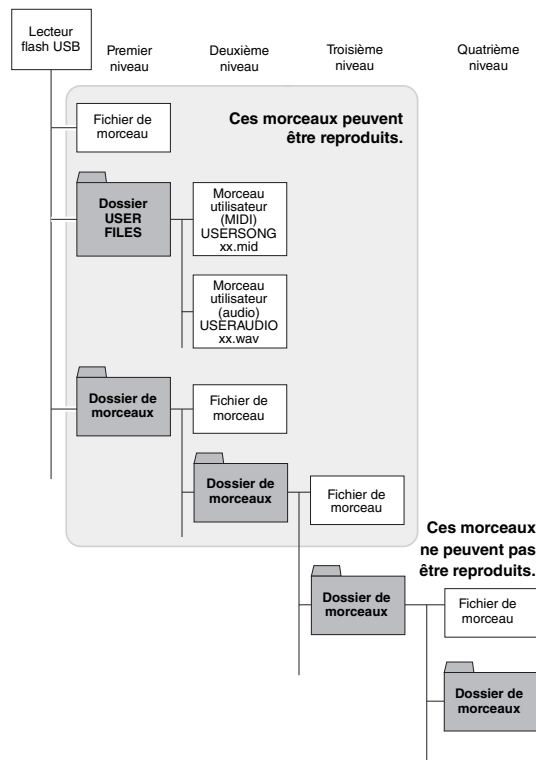 Lecteur
flash USB
Premier
niveau
Deuxième
niveau
Troisième
niveau
Quatrième
niveau
Fichier de
morceau
Ces morceaux peuvent
être reproduits.
Dossier
USER
FILES
Morceau
utilisateur
(MIDI)
USERSONG
xx.mid
Morceau
utilisateur
(audio)
USERAUDIO
xx.wav
Dossier de
morceaux
Fichier de
morceau
Dossier de
morceaux
Fichier de
morceau
Ces morceaux
ne peuvent pas
être reproduits.
Dossier de
morceaux
Fichier de
morceau
Dossier de
morceaux